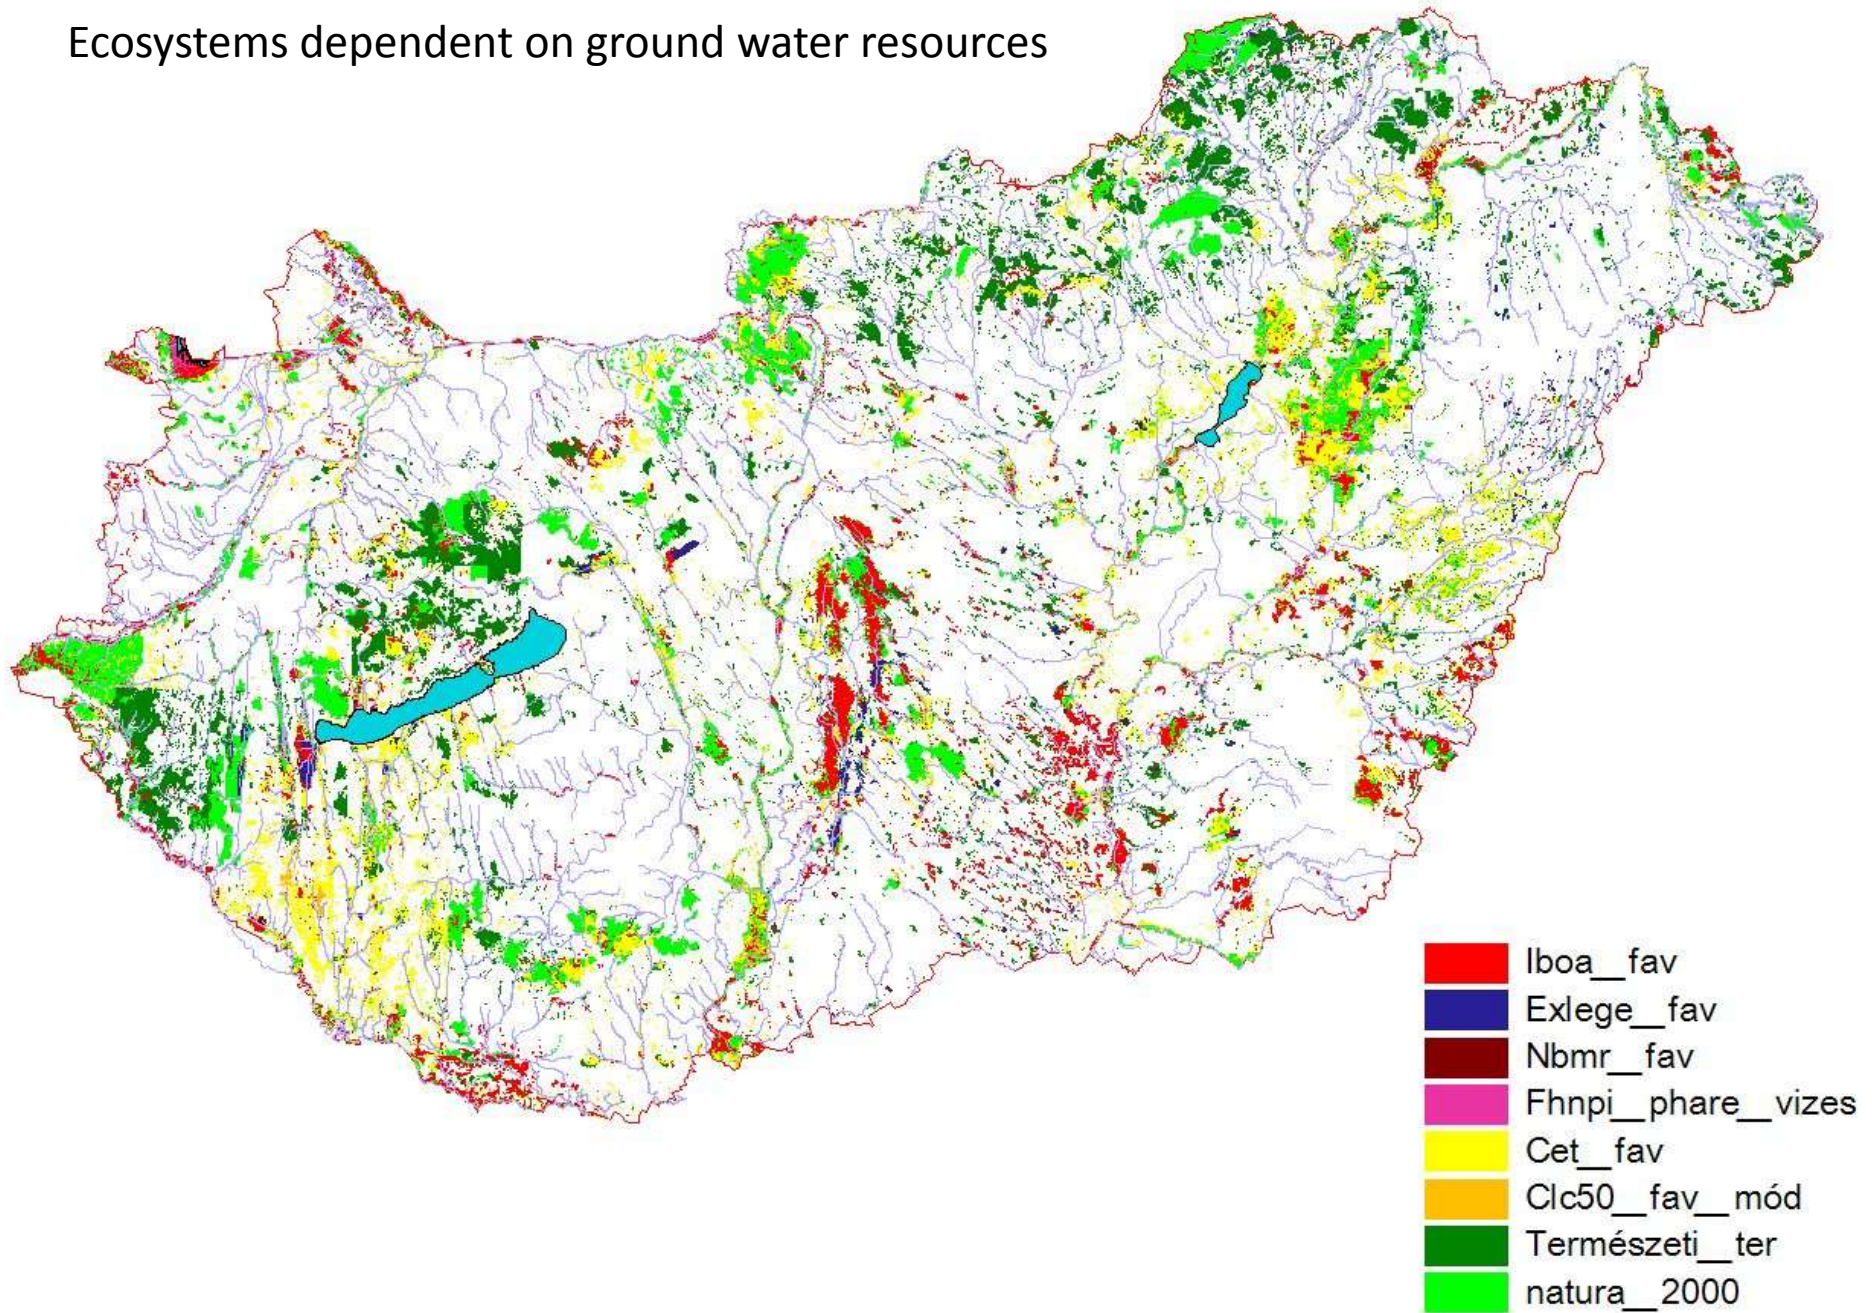 Ecosystems dependent on ground water resources
Iboa__fav
Exlege__fav
Nbmr__fav
Fhnpi__phare__vizes
Cet__fav
Clc50__fav__mód
Természeti__ter
natura__2000